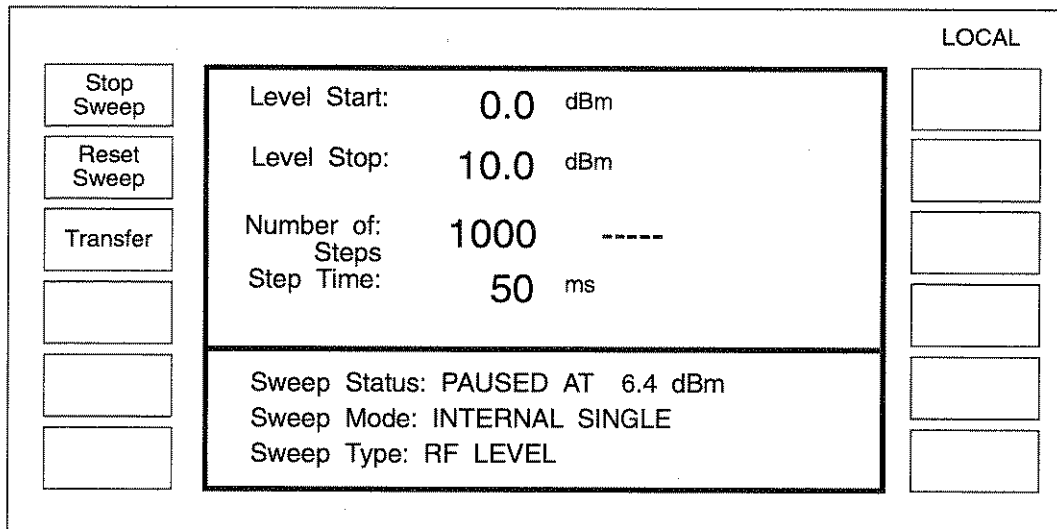 LOCAL
Stop
Sweep
Reset
Sweep
Transfer
Level Start: 0.0 dBm
Level Stop: 10.0 dBm
Number of: 1000 -----
Steps
Step Time: 50 ms
Sweep Status: PAUSED AT 6.4 dBm
Sweep Mode: INTERNAL SINGLE
Sweep Type: RF LEVEL